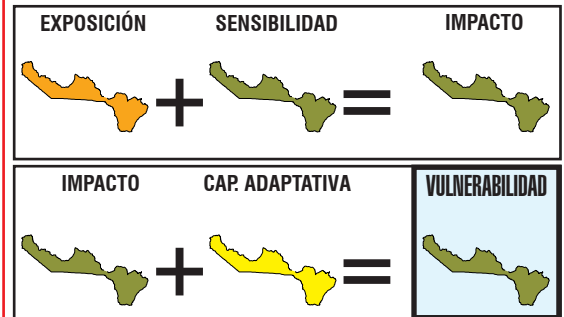 EXPOSICIÓN SENSIBILIDAD IMPACTO
+ =
IMPACTO CAP. ADAPTATIVA VULNERABILIDAD
+ =